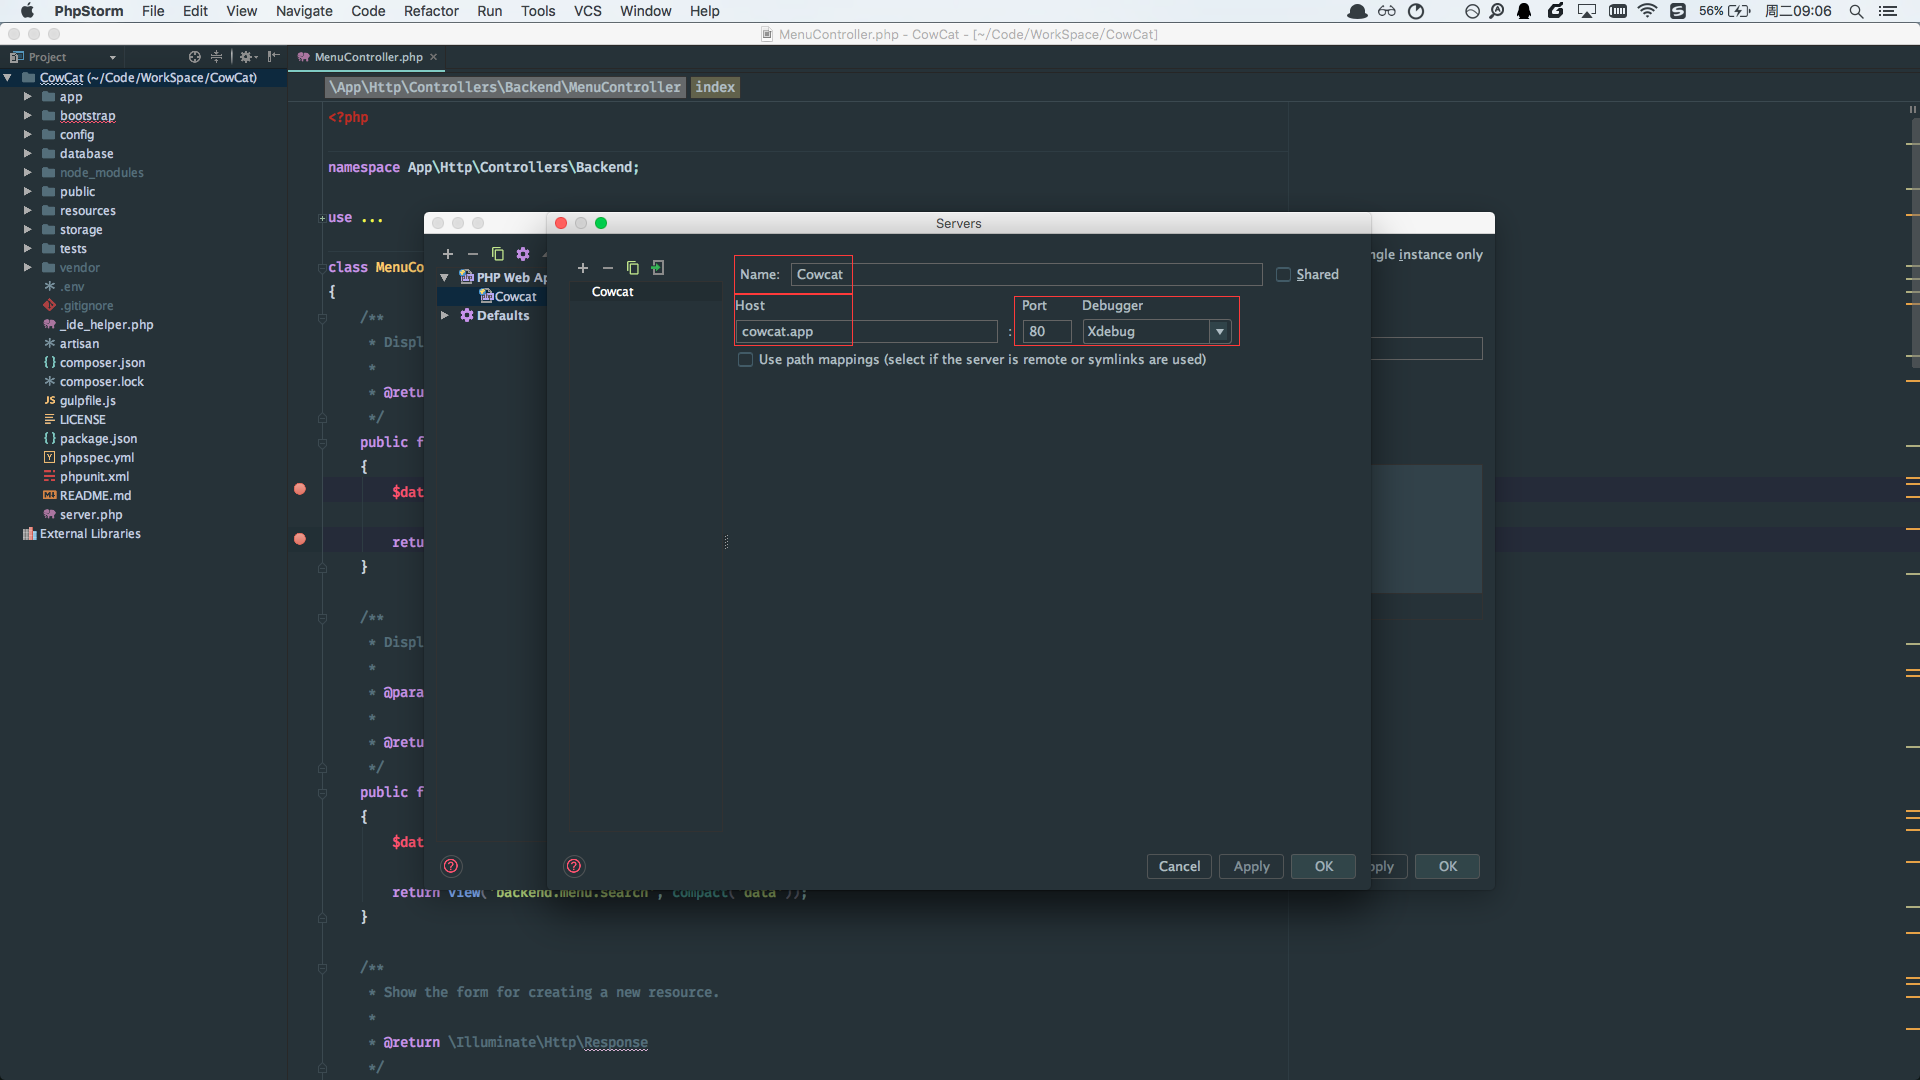 PhpStorm File Edit View Navigate Code Refactor Run Tools VCS Window Help 56% 周二09:06
MenuController.php - CowCat - [~/Code/WorkSpace/CowCat]
Project
MenuController.php
CowCat (~/Code/WorkSpace/CowCat)
app
bootstrap
config
database
node_modules
public
resources
storage
tests
vendor
.env
.gitignore
_ide_helper.php
artisan
composer.json
composer.lock
gulpfile.js
LICENSE
package.json
phpspec.yml
phpunit.xml
README.md
server.php
External Libraries
\App\Http\Controllers\Backend\MenuController index
<?php
namespace App\Http\Controllers\Backend;
use ...
class MenuCo
{
/**
* Displ
*
* @retu
*/
public f
{
$dat
retu
}
/**
* Displ
*
* @para
*
* @retu
*/
public f
{
$dat
return view('backend.menu.search', compact('data'));
}
/**
* Show the form for creating a new resource.
*
* @return \Illuminate\Http\Response
*/
PHP Web Ap
Cowcat
Defaults
ngle instance only
pply OK
Servers
Cowcat
Name: Cowcat Shared
Host Port Debugger
cowcat.app : 80 Xdebug
Use path mappings (select if the server is remote or symlinks are used)
Cancel Apply OK